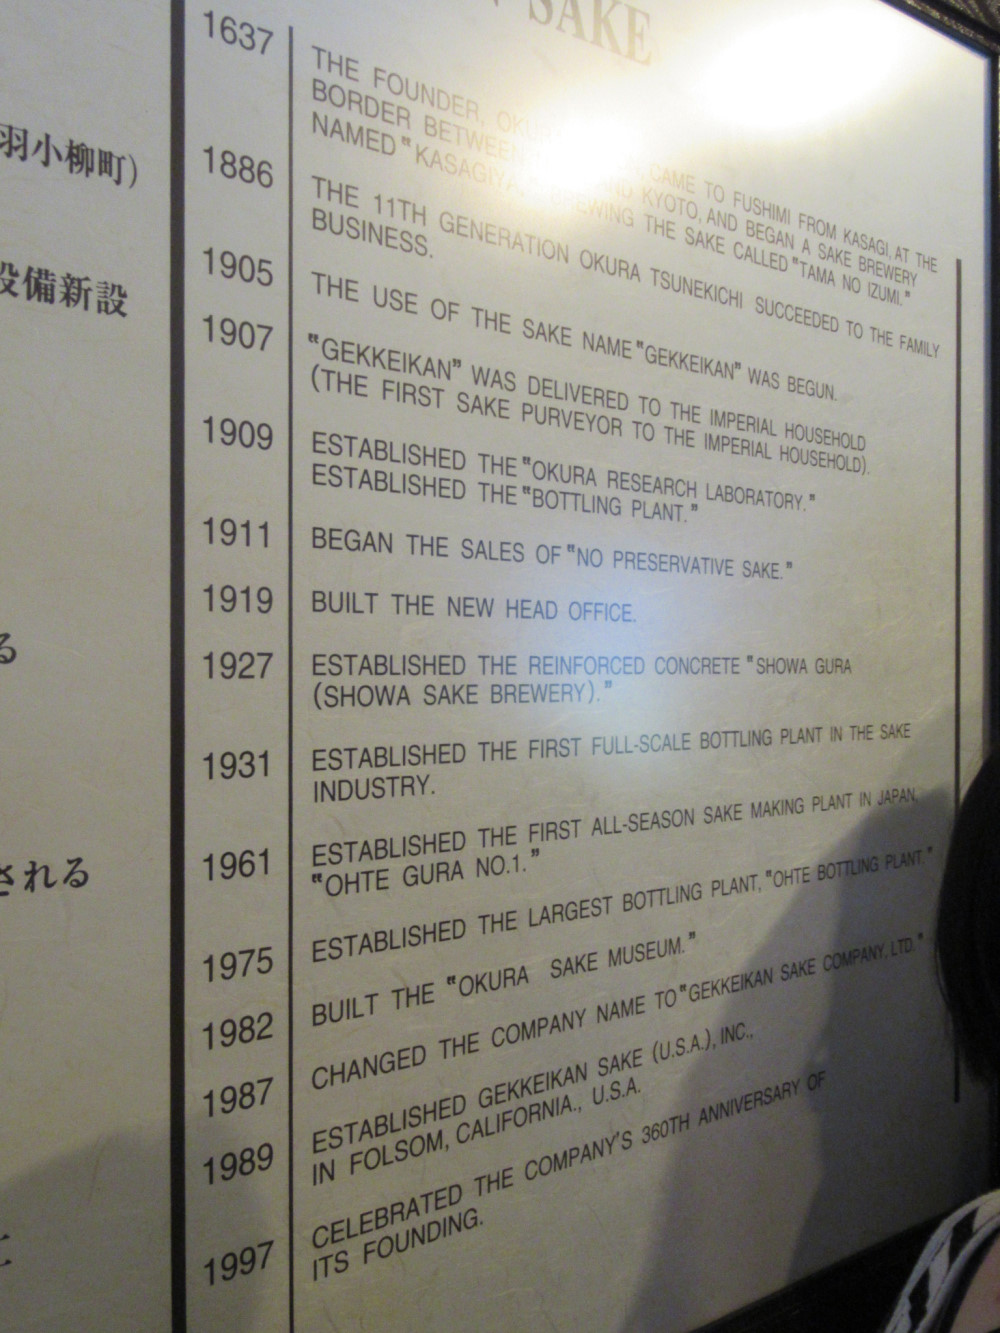 羽小柳町)
設備新設
る
される
SAKE
1637
THE FOUNDER, CAME TO FUSHIMI FROM KASAGI, AT THE
BORDER BETWEEN AND KYOTO, AND BEGAN A SAKE BREWERY
NAMED "KASAGIYA, BREWING THE SAKE CALLED "TAMA NO IZUMI."
1886
THE 11TH GENERATION OKURA TSUNEKICHI SUCCEEDED TO THE FAMILY
BUSINESS.
1905
THE USE OF THE SAKE NAME "GEKKEIKAN" WAS BEGUN.
1907
"GEKKEIKAN" WAS DELIVERED TO THE IMPERIAL HOUSEHOLD
(THE FIRST SAKE PURVEYOR TO THE IMPERIAL HOUSEHOLD).
1909
ESTABLISHED THE "OKURA RESEARCH LABORATORY."
ESTABLISHED THE "BOTTLING PLANT."
1911
BEGAN THE SALES OF "NO PRESERVATIVE SAKE."
1919
BUILT THE NEW HEAD OFFICE.
1927
ESTABLISHED THE REINFORCED CONCRETE "SHOWA GURA
(SHOWA SAKE BREWERY)."
1931
ESTABLISHED THE FIRST FULL-SCALE BOTTLING PLANT IN THE SAKE
INDUSTRY.
1961
ESTABLISHED THE FIRST ALL-SEASON SAKE MAKING PLANT IN JAPAN,
"OHTE GURA NO.1."
1975
ESTABLISHED THE LARGEST BOTTLING PLANT, "OHTE BOTTLING PLANT."
1982
BUILT THE "OKURA SAKE MUSEUM."
1987
CHANGED THE COMPANY NAME TO "GEKKEIKAN SAKE COMPANY, LTD."
1989
ESTABLISHED GEKKEIKAN SAKE (U.S.A.), INC.,
IN FOLSOM, CALIFORNIA., U.S.A.
1997
CELEBRATED THE COMPANY'S 360TH ANNIVERSARY OF
ITS FOUNDING.